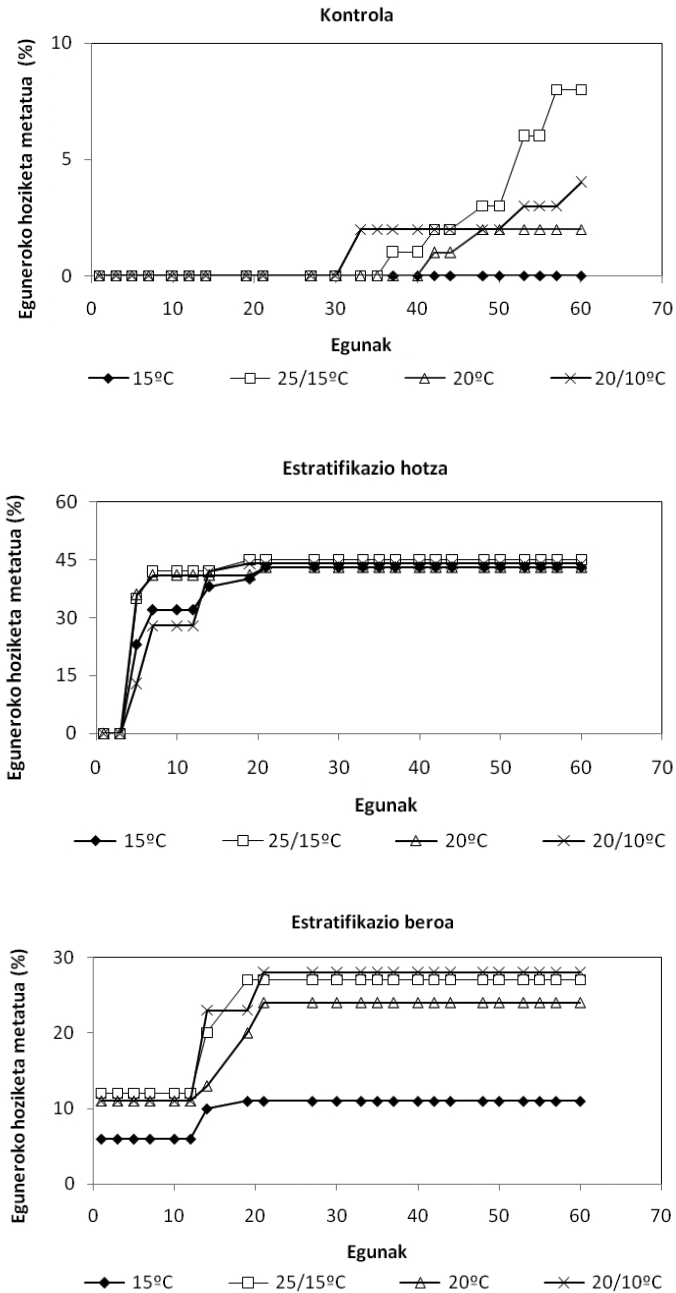 Kontrola
Eguneroko hoziketa metatua (%)
10
5
0
0 10 20 30 40 50 60 70
Egunak
15ºC 25/15ºC 20ºC 20/10ºC
Estratifikazio hotza
Eguneroko hoziketa metatua (%)
60
45
30
15
0
0 10 20 30 40 50 60 70
Egunak
15ºC 25/15ºC 20ºC 20/10ºC
Estratifikazio beroa
Eguneroko hoziketa metatua (%)
30
20
10
0
0 10 20 30 40 50 60 70
Egunak
15ºC 25/15ºC 20ºC 20/10ºC